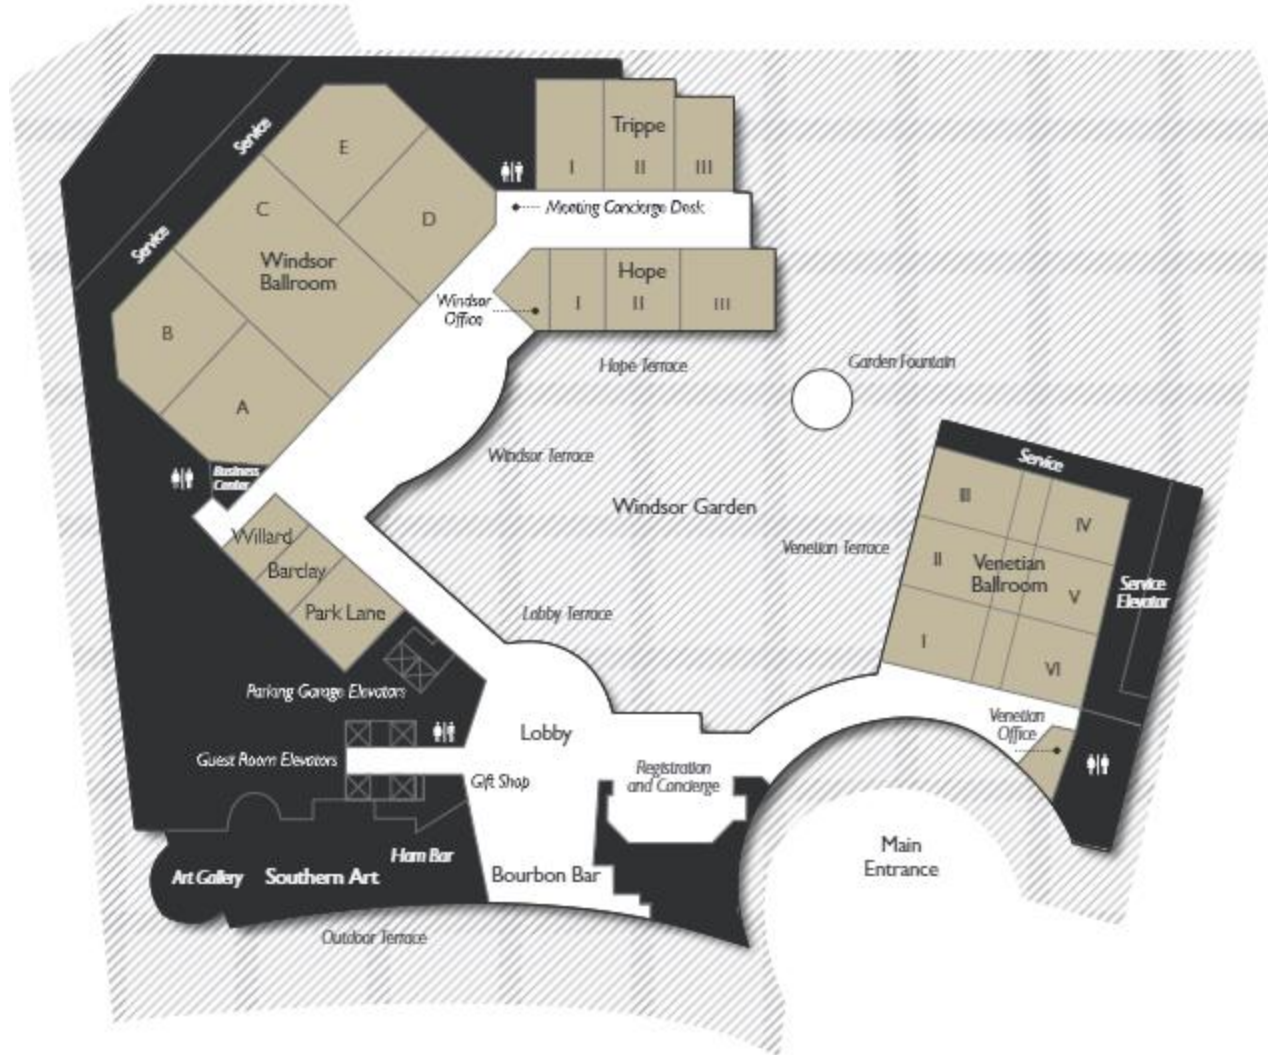 Service
E
Trippe
I
II
III
C
D
Meeting Concierge Desk
Service
Windsor
Ballroom
Hope
I
II
III
Windsor
Office
B
A
Hope Terrace
Garden Fountain
Windsor Terrace
Business
Center
Windsor Garden
Service
III
IV
Willard
Barclay
Park Lane
Venetian Terrace
II
Venetian
Ballroom
V
Service
Elevator
Lobby Terrace
I
VI
Parking Garage Elevators
Lobby
Venetian
Office
Guest Room Elevators
Gift Shop
Registration
and Concierge
Main
Entrance
Ham Bar
Art Gallery
Southern Art
Bourbon Bar
Outdoor Terrace